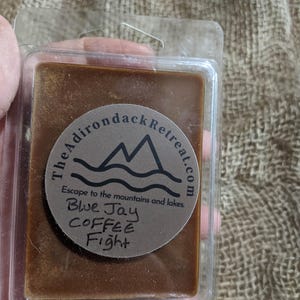 TheAdirondackRetreat.com
Escape to the mountains and lakes
Blue Jay
COFFEE
Fight